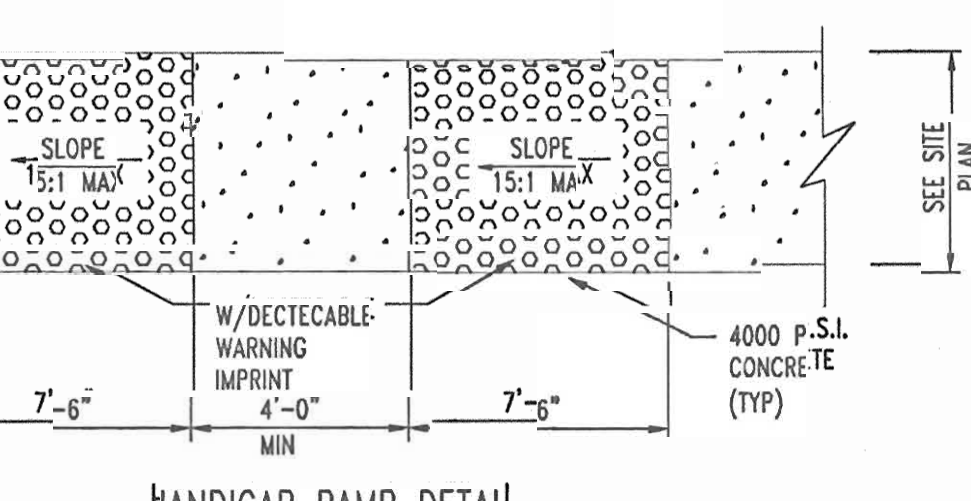 SLOPE
15:1 MAX
SLOPE
15:1 MAX
SEE SITE
PLAN
W/DECTECABLE
WARNING
IMPRINT
4000 P.S.I.
CONCRETE
(TYP)
7'-6"
4'-0"
MIN
7'-6"
HANDICAP RAMP DETAIL